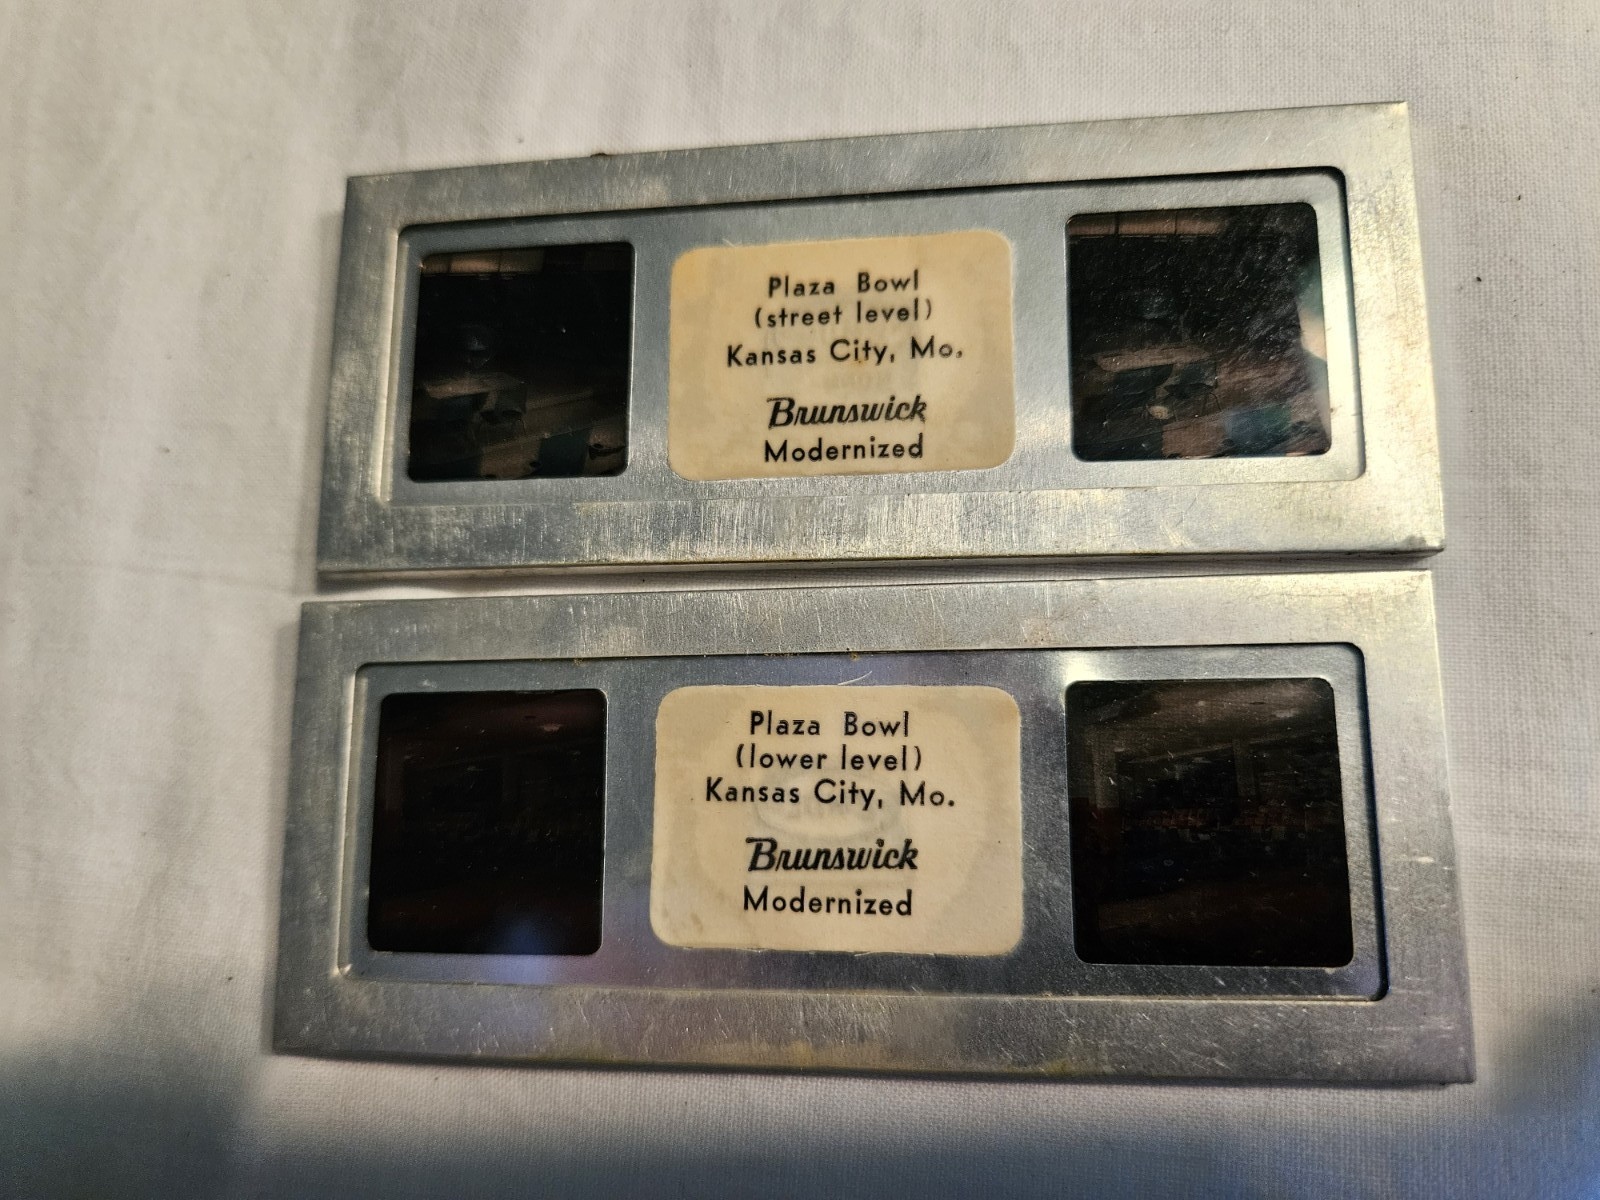 Plaza Bowl
(street level)
Kansas City, Mo.
Brunswick
Modernized
Plaza Bowl
(lower level)
Kansas City, Mo.
Brunswick
Modernized